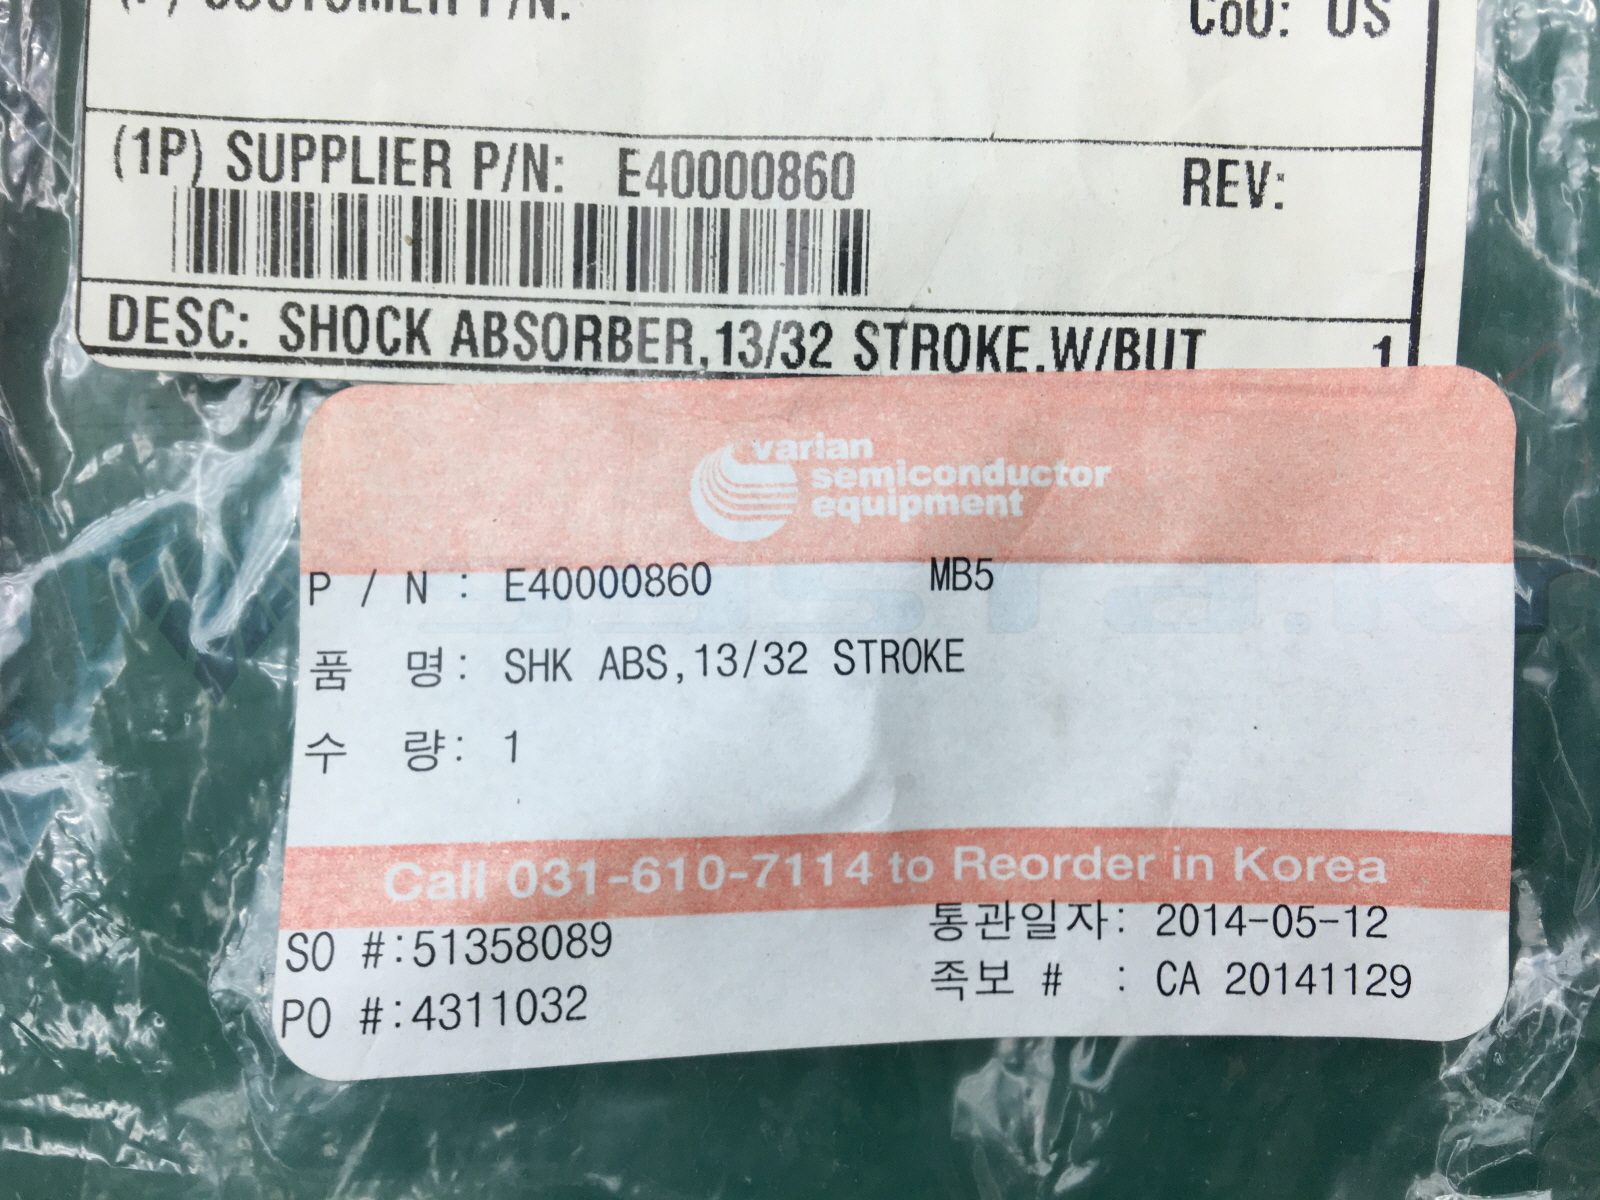 (P) CUSTOMER P/N:
CoO: US
(1P) SUPPLIER P/N: E40000860
REV:
DESC: SHOCK ABSORBER,13/32 STROKE,W/BUT 1
varian
semiconductor
equipment
P / N : E40000860 MB5
품 명: SHK ABS,13/32 STROKE
수 량: 1
Call 031-610-7114 to Reorder in Korea
SO #:51358089
통관일자: 2014-05-12
PO #:4311032
족보 # : CA 20141129